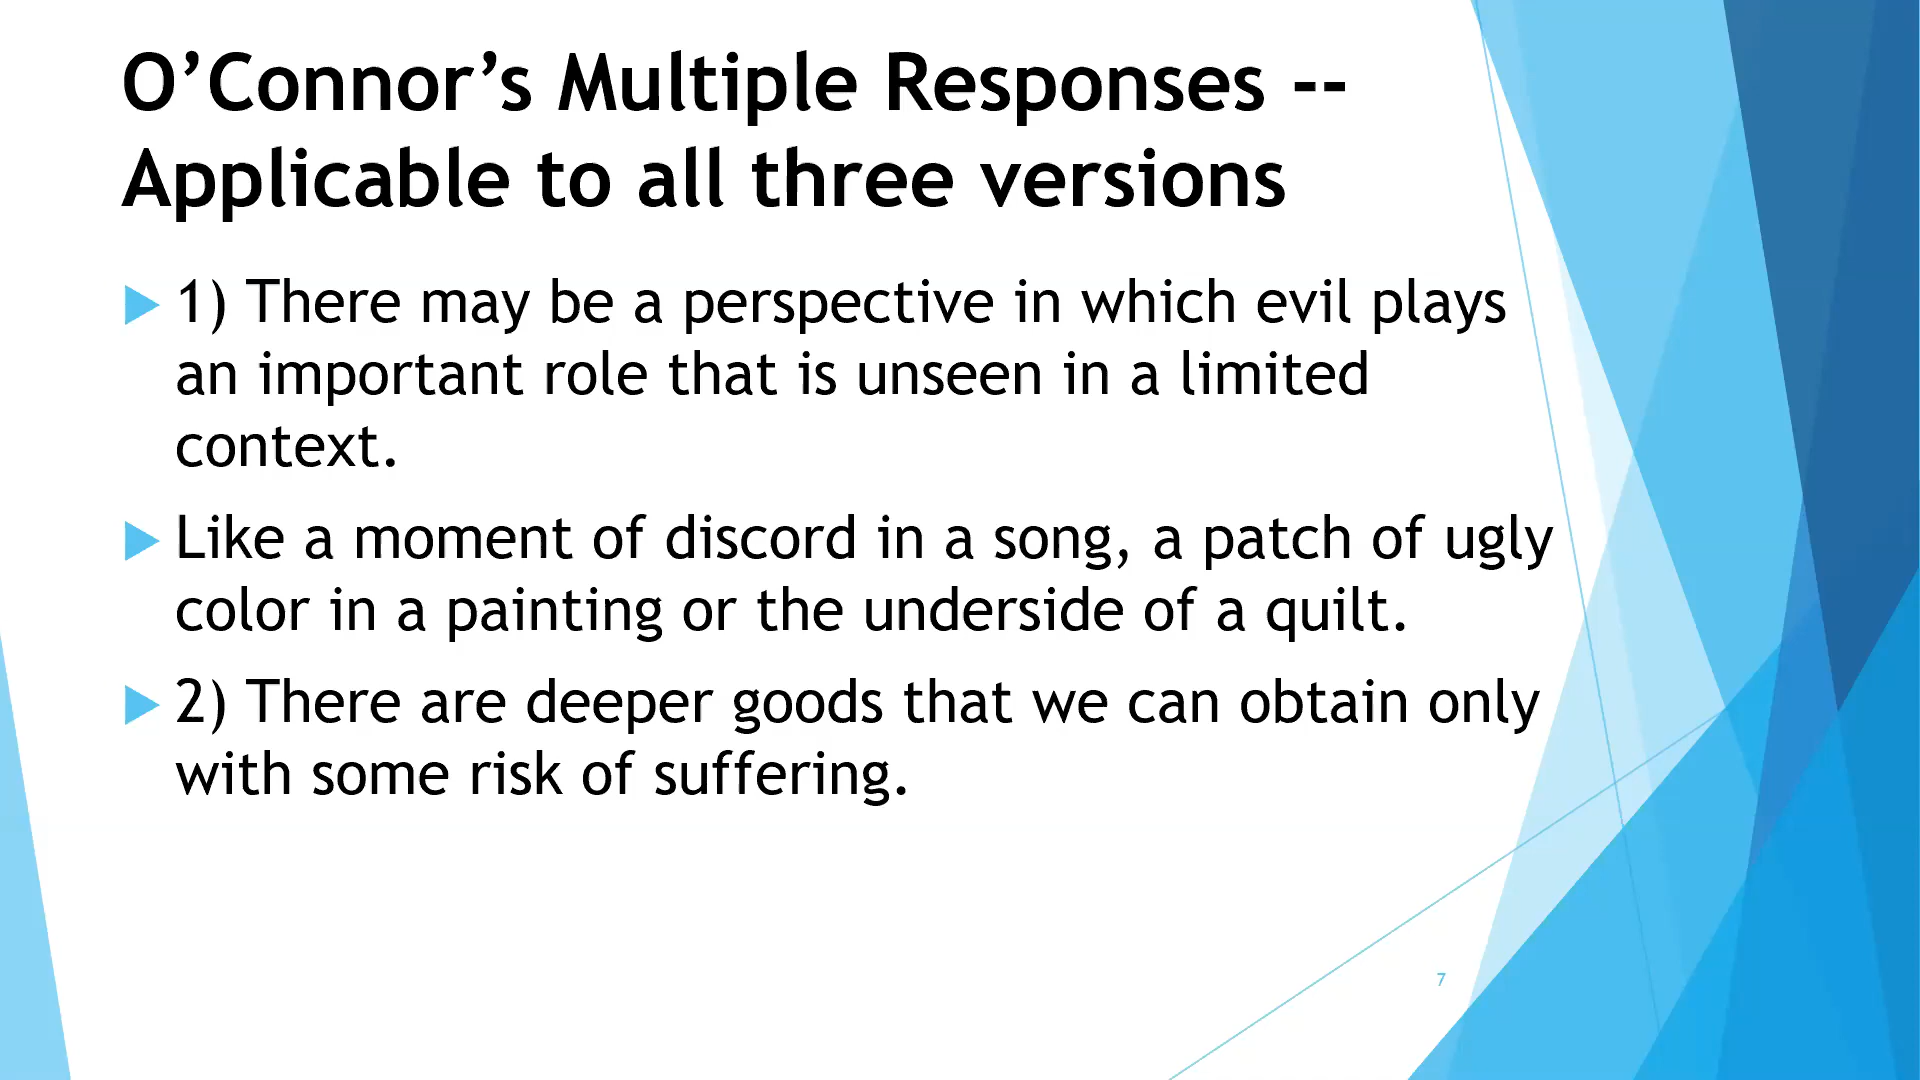 O’Connor’s Multiple Responses --
Applicable to all three versions
1) There may be a perspective in which evil plays
an important role that is unseen in a limited
context.
Like a moment of discord in a song, a patch of ugly
color in a painting or the underside of a quilt.
2) There are deeper goods that we can obtain only
with some risk of suffering.
7